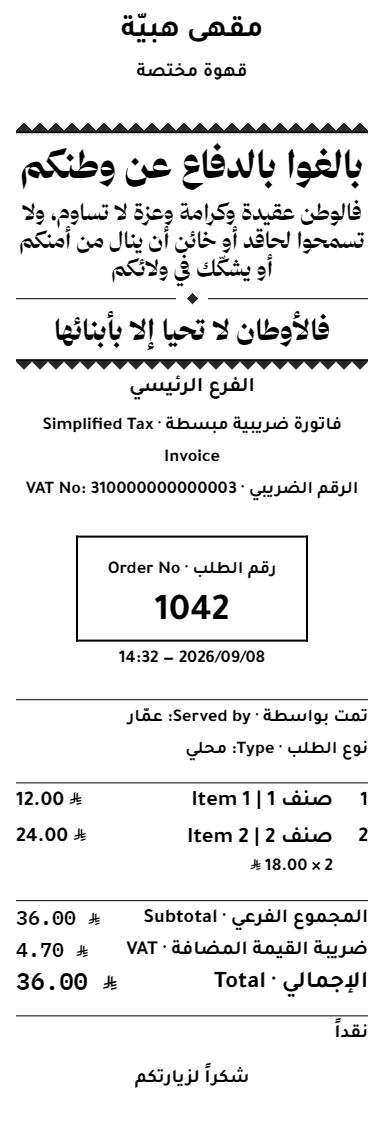 مقهى هبيّة
قهوة مختصة
بالغوا بالدفاع عن وطنكم
فالوطن عقيدة وكرامة وعزة لا تساوم، ولا
تسمحوا لحاقد أو خائن أن ينال من أمنكم
أو يشكّك في ولائكم
فالأوطان لا تحيا إلا بأبنائها
الفرع الرئيسي
فاتورة ضريبية مبسطة · Simplified Tax
Invoice
الرقم الضريبي · VAT No: 310000000000003
رقم الطلب · Order No
1042
2026/09/08 – 14:32
تمت بواسطة · Served by: عمّار
نوع الطلب · Type: محلي
1 صنف 1 | Item 1 12.00 ⃁
2 صنف 2 | Item 2 24.00 ⃁
2 × 18.00 ⃁
المجموع الفرعي · Subtotal 36.00 ⃁
ضريبة القيمة المضافة · VAT 4.70 ⃁
الإجمالي · Total 36.00 ⃁
نقداً
شكراً لزيارتكم